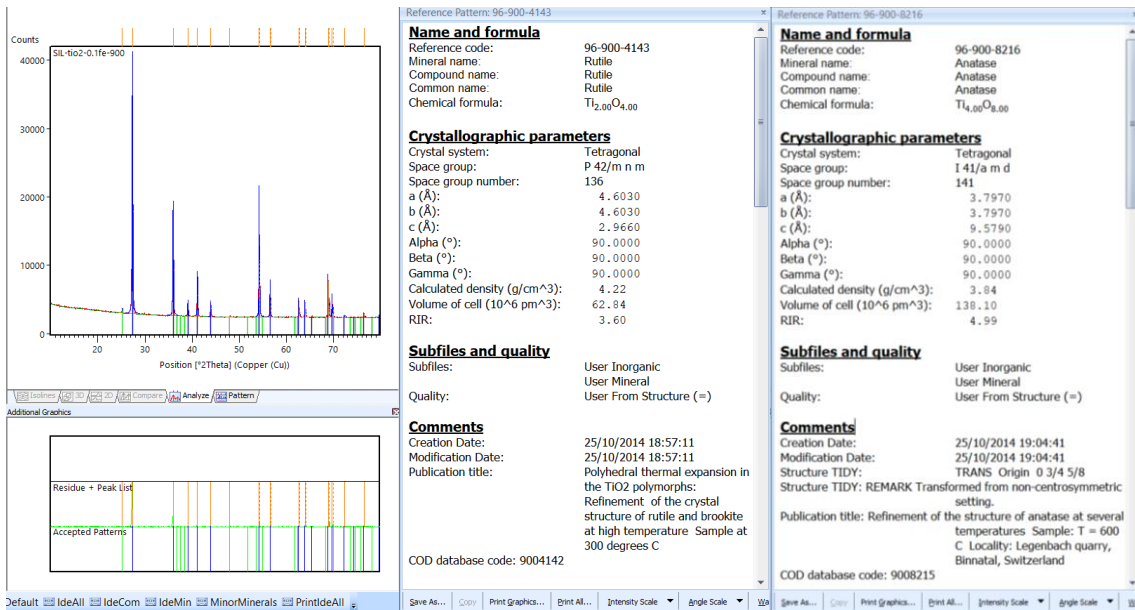 Counts
SIL-tio2-0.1fe-900
40000
30000
20000
10000
0
20 30 40 50 60 70
Position [°2Theta] (Copper (Cu))
Isolines 3D 2D Compare Analyze Pattern
Additional Graphics
Residue + Peak List
Accepted Patterns
Default IdeAll IdeCom IdeMin MinorMinerals PrintIdeAll
Reference Pattern: 96-900-4143
Name and formula
Reference code: 96-900-4143
Mineral name: Rutile
Compound name: Rutile
Common name: Rutile
Chemical formula: Ti2.00O4.00
Crystallographic parameters
Crystal system: Tetragonal
Space group: P 42/m n m
Space group number: 136
a (Å): 4.6030
b (Å): 4.6030
c (Å): 2.9660
Alpha (°): 90.0000
Beta (°): 90.0000
Gamma (°): 90.0000
Calculated density (g/cm^3): 4.22
Volume of cell (10^6 pm^3): 62.84
RIR: 3.60
Subfiles and quality
Subfiles: User Inorganic
User Mineral
Quality: User From Structure (=)
Comments
Creation Date: 25/10/2014 18:57:11
Modification Date: 25/10/2014 18:57:11
Publication title: Polyhedral thermal expansion in
the TiO2 polymorphs:
Refinement of the crystal
structure of rutile and brookite
at high temperature Sample at
300 degrees C
COD database code: 9004142
Save As... Copy Print Graphics... Print All... Intensity Scale Angle Scale Wa
Reference Pattern: 96-900-8216
Name and formula
Reference code: 96-900-8216
Mineral name: Anatase
Compound name: Anatase
Common name: Anatase
Chemical formula: Ti4.00O8.00
Crystallographic parameters
Crystal system: Tetragonal
Space group: I 41/a m d
Space group number: 141
a (Å): 3.7970
b (Å): 3.7970
c (Å): 9.5790
Alpha (°): 90.0000
Beta (°): 90.0000
Gamma (°): 90.0000
Calculated density (g/cm^3): 3.84
Volume of cell (10^6 pm^3): 138.10
RIR: 4.99
Subfiles and quality
Subfiles: User Inorganic
User Mineral
Quality: User From Structure (=)
Comments
Creation Date: 25/10/2014 19:04:41
Modification Date: 25/10/2014 19:04:41
Structure TIDY: TRANS Origin 0 3/4 5/8
Structure TIDY: REMARK Transformed from non-centrosymmetric
setting.
Publication title: Refinement of the structure of anatase at several
temperatures Sample: T = 600
C Locality: Legenbach quarry,
Binnatal, Switzerland
COD database code: 9008215
Save As... Copy Print Graphics... Print All... Intensity Scale Angle Scale Wa